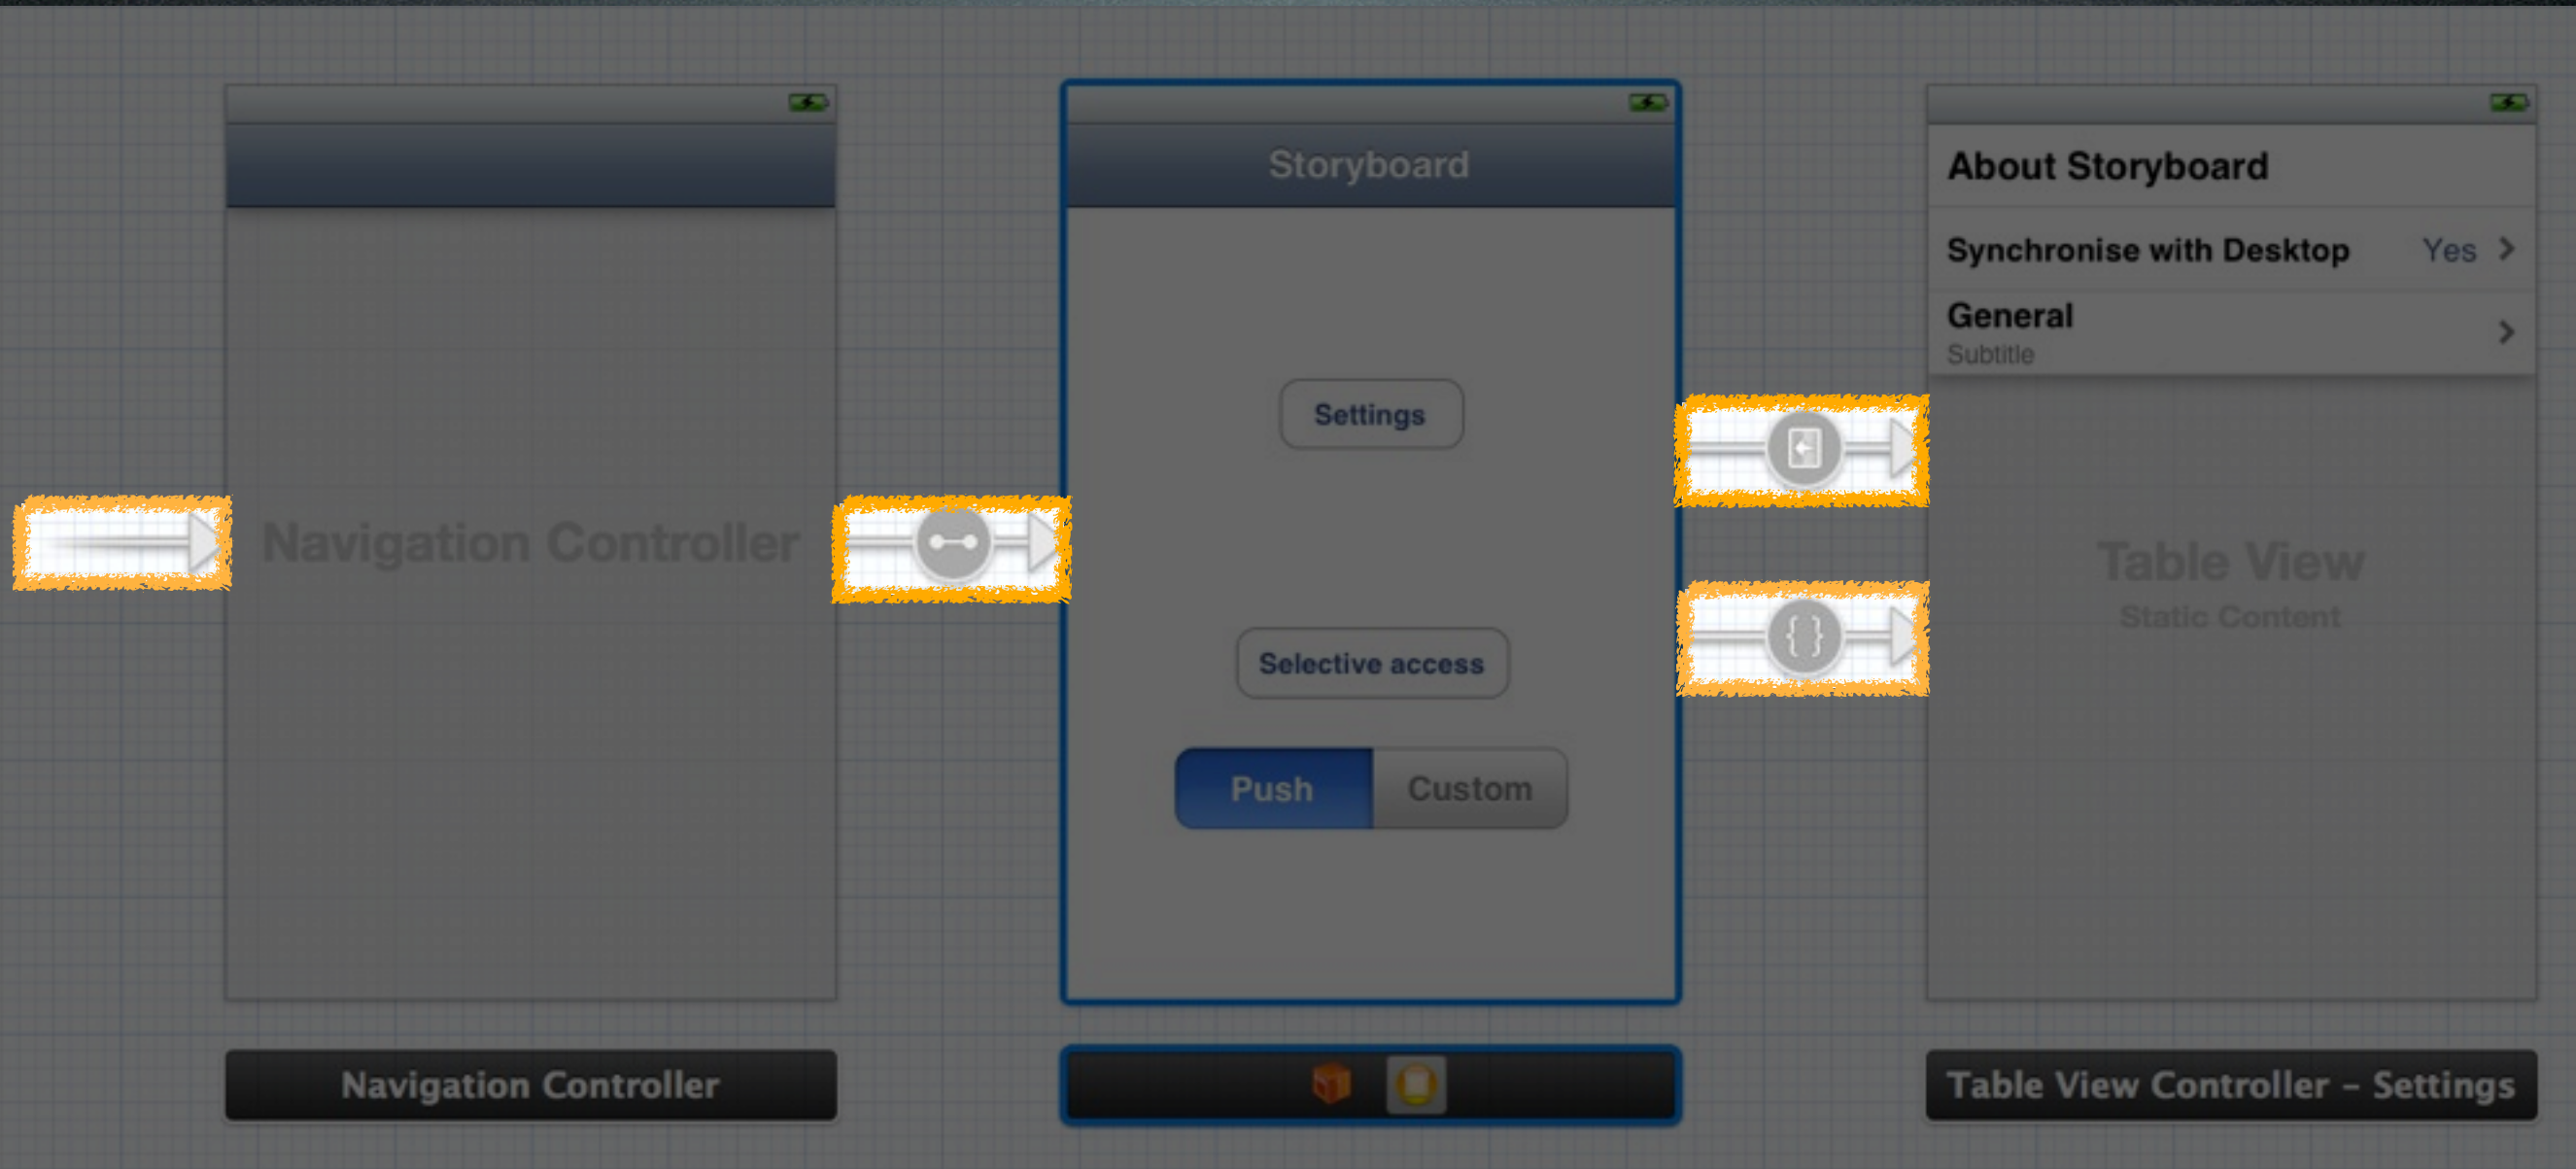 Navigation Controller
Navigation Controller
Storyboard
Settings
Selective access
Push Custom
About Storyboard
Synchronise with Desktop Yes
General
Subtitle
Table View
Static Content
Table View Controller – Settings